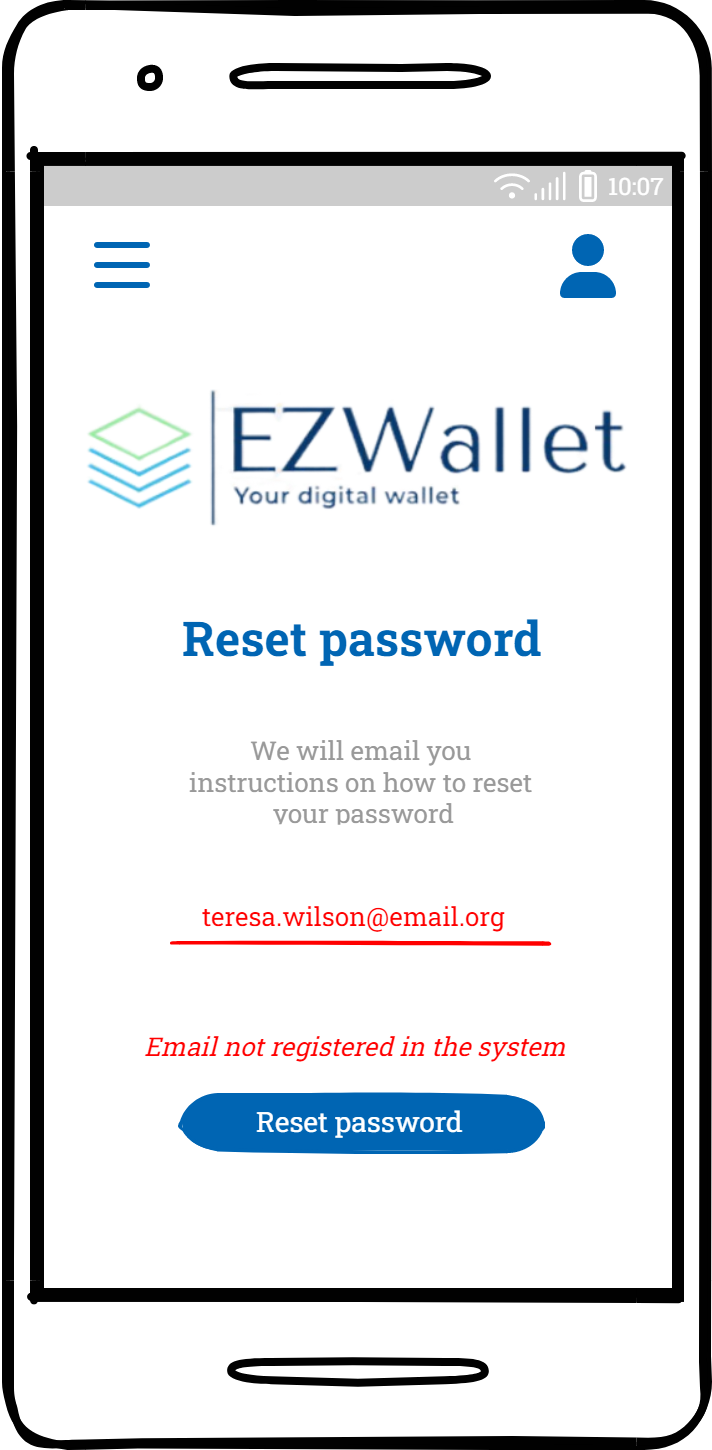 10:07
EZWallet
Your digital wallet
Reset password
We will email you
instructions on how to reset
your password
teresa.wilson@email.org
Email not registered in the system
Reset password